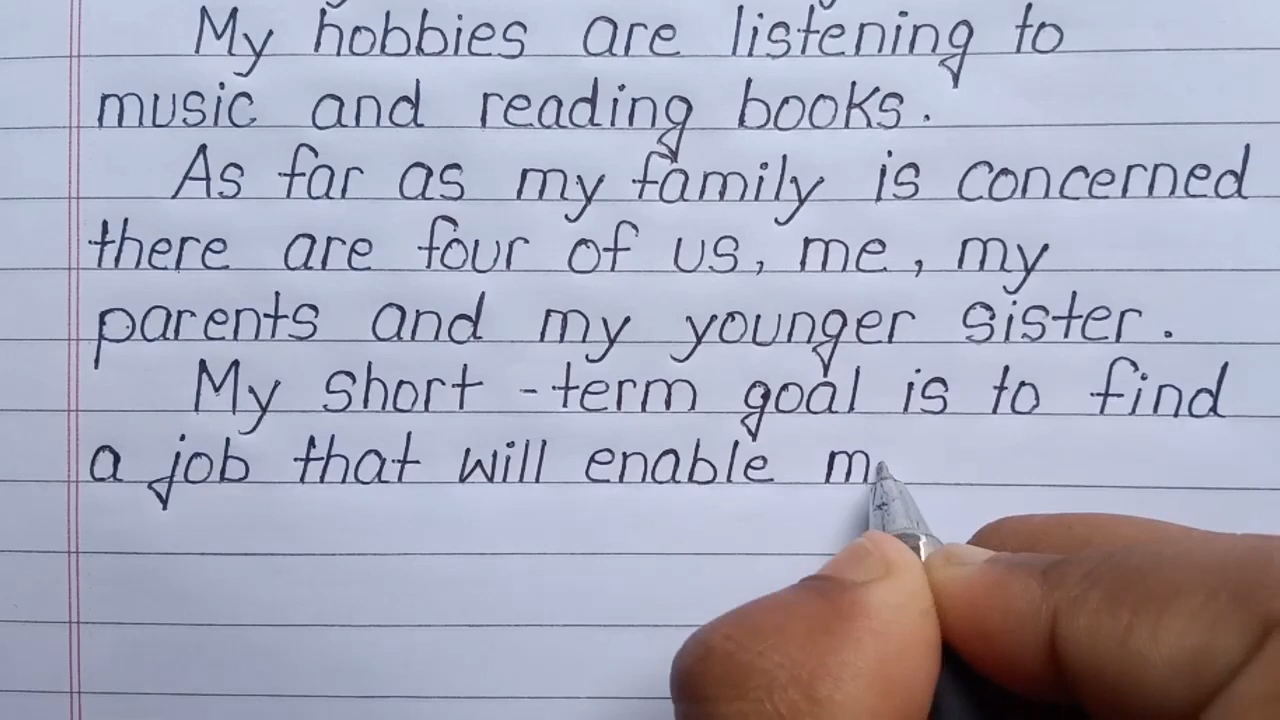 My hobbies are listening to
music and reading books.
As far as my family is concerned
there are four of us, me, my
parents and my younger sister.
My short-term goal is to find
a job that will enable m